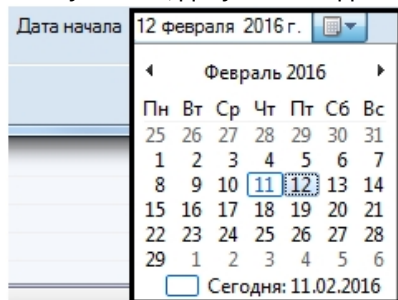 Дата начала 12 февраля 2016 г.
Февраль 2016
Пн Вт Ср Чт Пт Сб Вс
25 26 27 28 29 30 31
1 2 3 4 5 6 7
8 9 10 11 12 13 14
15 16 17 18 19 20 21
22 23 24 25 26 27 28
29 1 2 3 4 5 6
Сегодня: 11.02.2016